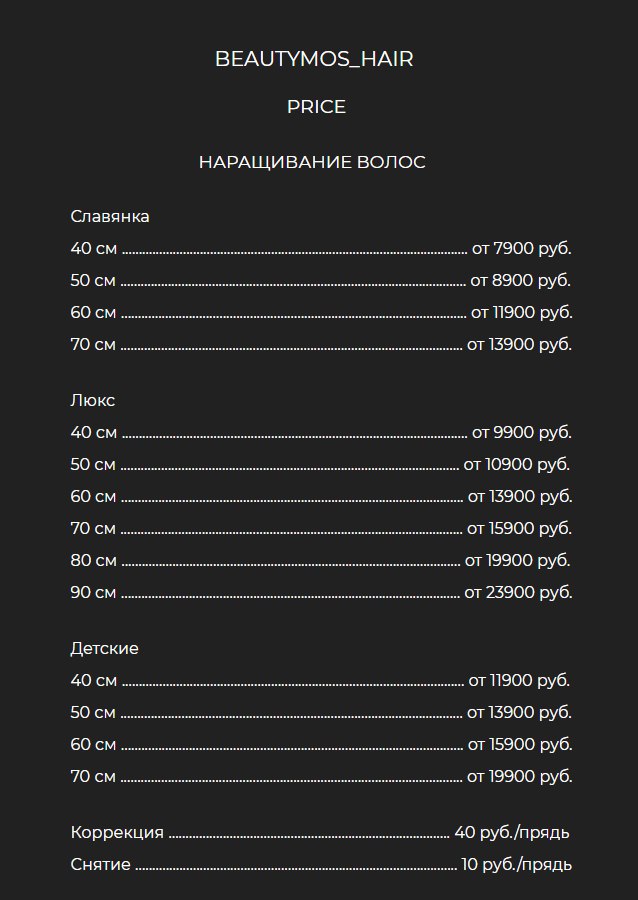 BEAUTYMOS_HAIR
PRICE
НАРАЩИВАНИЕ ВОЛОС
Славянка
40 см ........................................ от 7900 руб.
50 см ........................................ от 8900 руб.
60 см ........................................ от 11900 руб.
70 см ........................................ от 13900 руб.
Люкс
40 см ........................................ от 9900 руб.
50 см ........................................ от 10900 руб.
60 см ........................................ от 13900 руб.
70 см ........................................ от 15900 руб.
80 см ........................................ от 19900 руб.
90 см ........................................ от 23900 руб.
Детские
40 см ........................................ от 11900 руб.
50 см ........................................ от 13900 руб.
60 см ........................................ от 15900 руб.
70 см ........................................ от 19900 руб.
Коррекция ........................................ 40 руб./прядь
Снятие ........................................ 10 руб./прядь